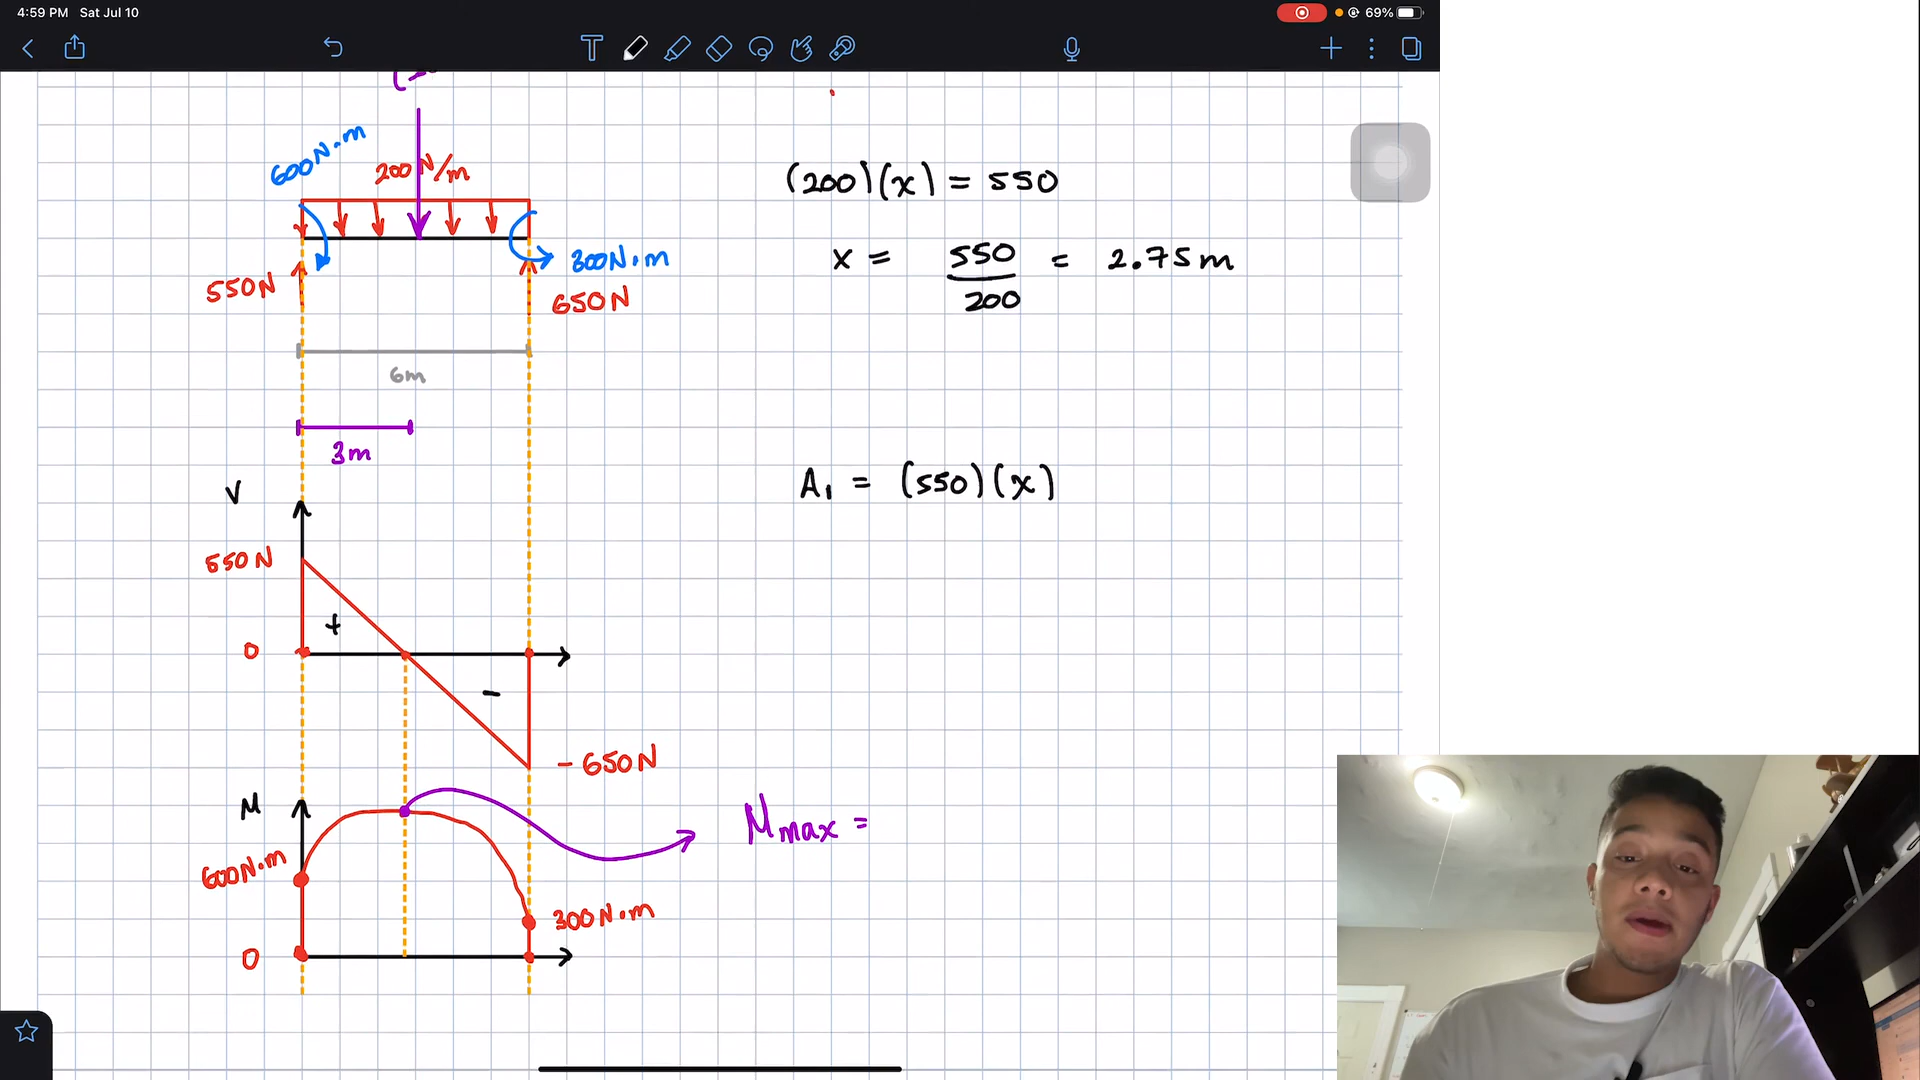 4:59 PM Sat Jul 10
69%
600N·m
200 N/m
550N
300N·m
650N
6m
3m
V
550N
+
0
-
-650N
M
600N·m
0
300N·m
(200)(x) = 550
x = 550/200 = 2.75m
A₁ = (550)(x)
Mmax =